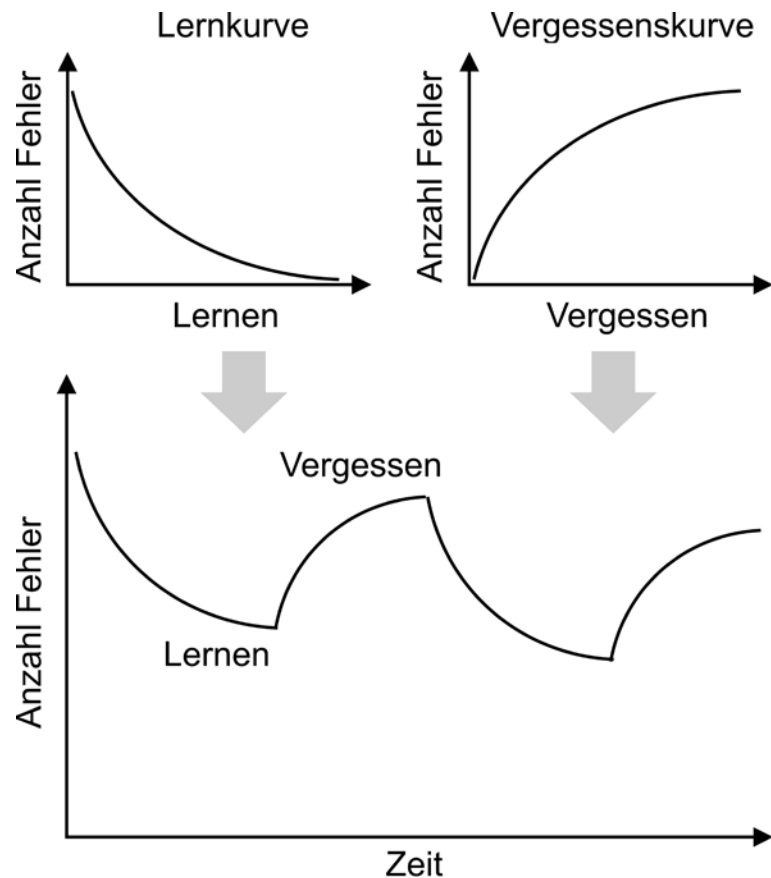 Lernkurve
Vergessenskurve
Anzahl Fehler
Anzahl Fehler
Lernen
Vergessen
Vergessen
Anzahl Fehler
Lernen
Zeit